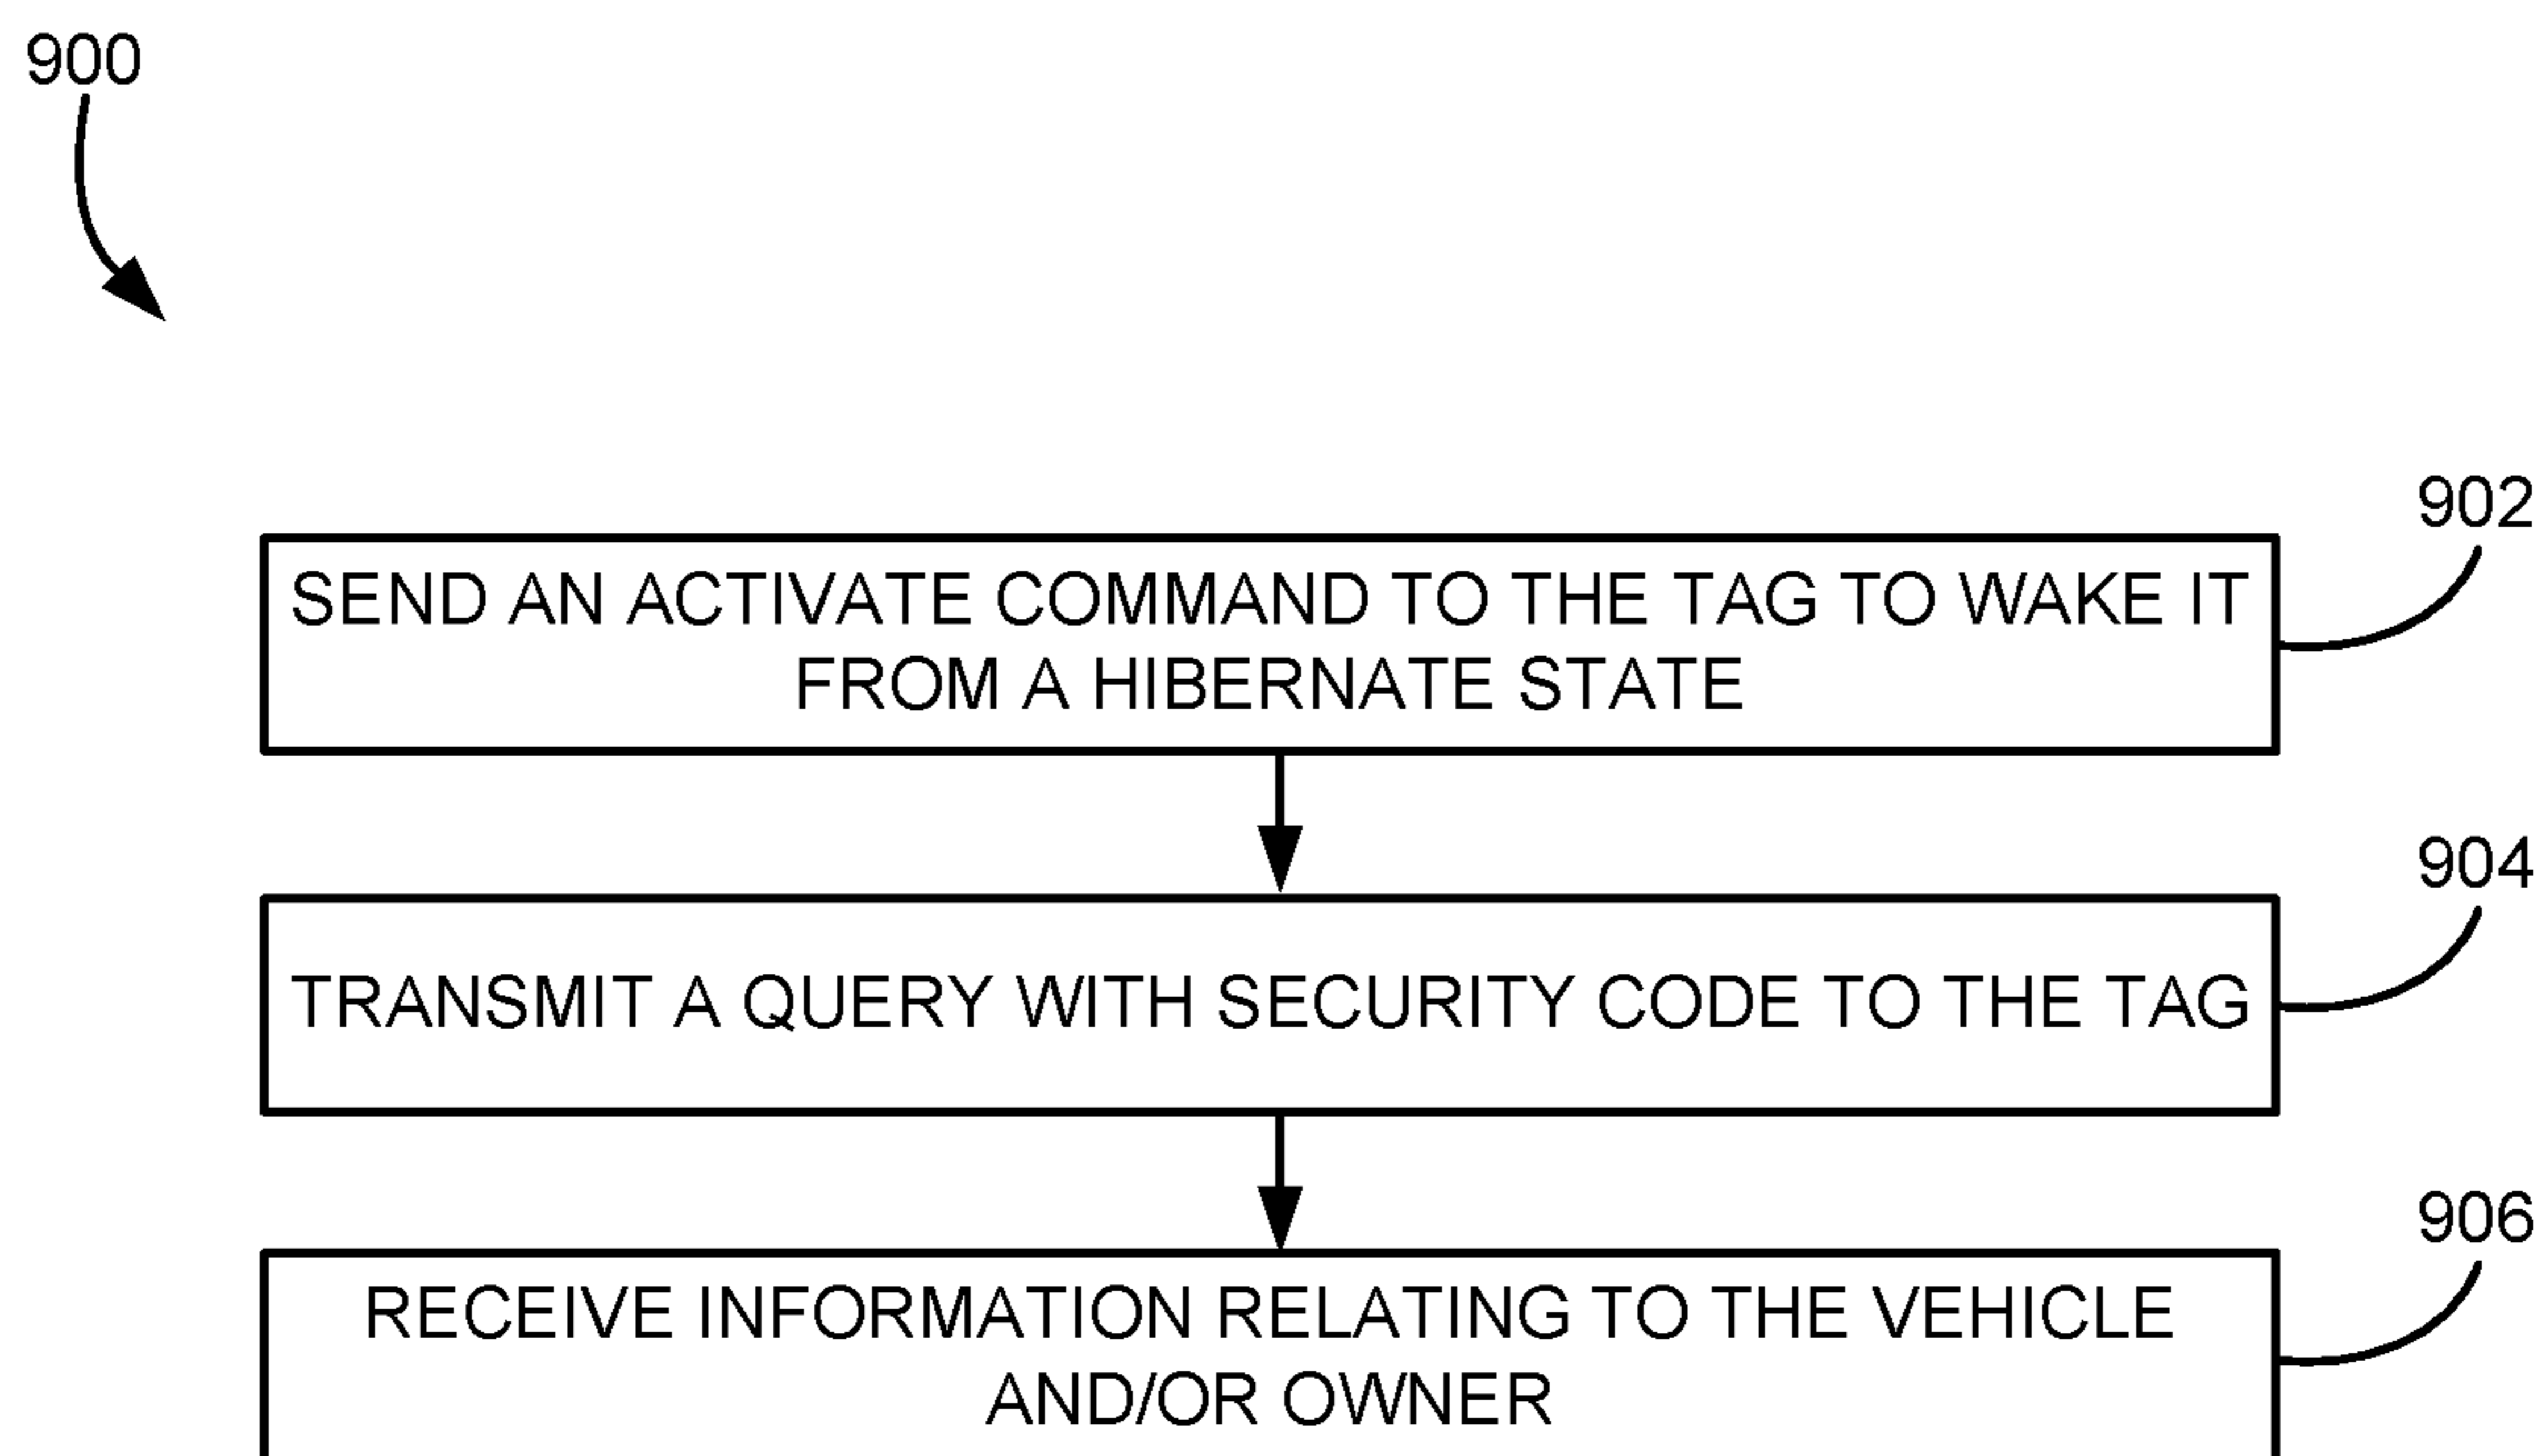 900
902
SEND AN ACTIVATE COMMAND TO THE TAG TO WAKE IT
FROM A HIBERNATE STATE
904
TRANSMIT A QUERY WITH SECURITY CODE TO THE TAG
906
RECEIVE INFORMATION RELATING TO THE VEHICLE
AND/OR OWNER